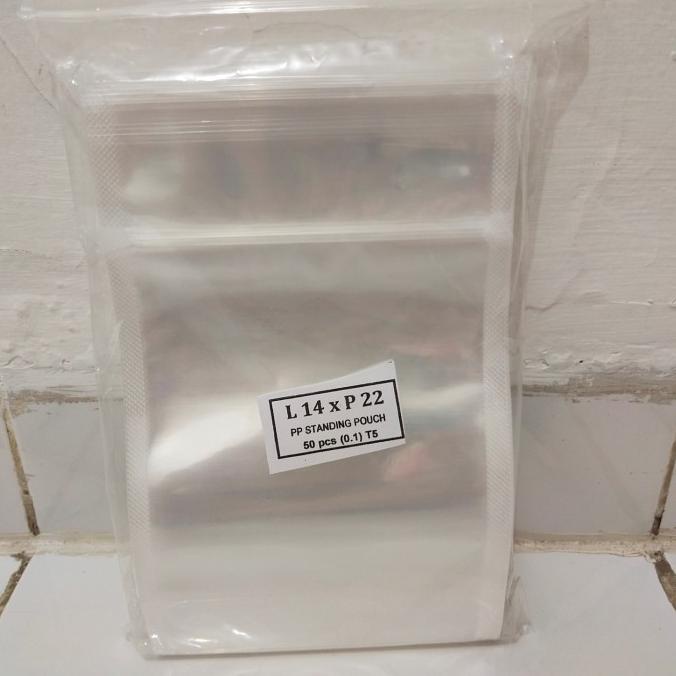 L 14 x P 22
PP STANDING POUCH
50 pcs (0.1) T5